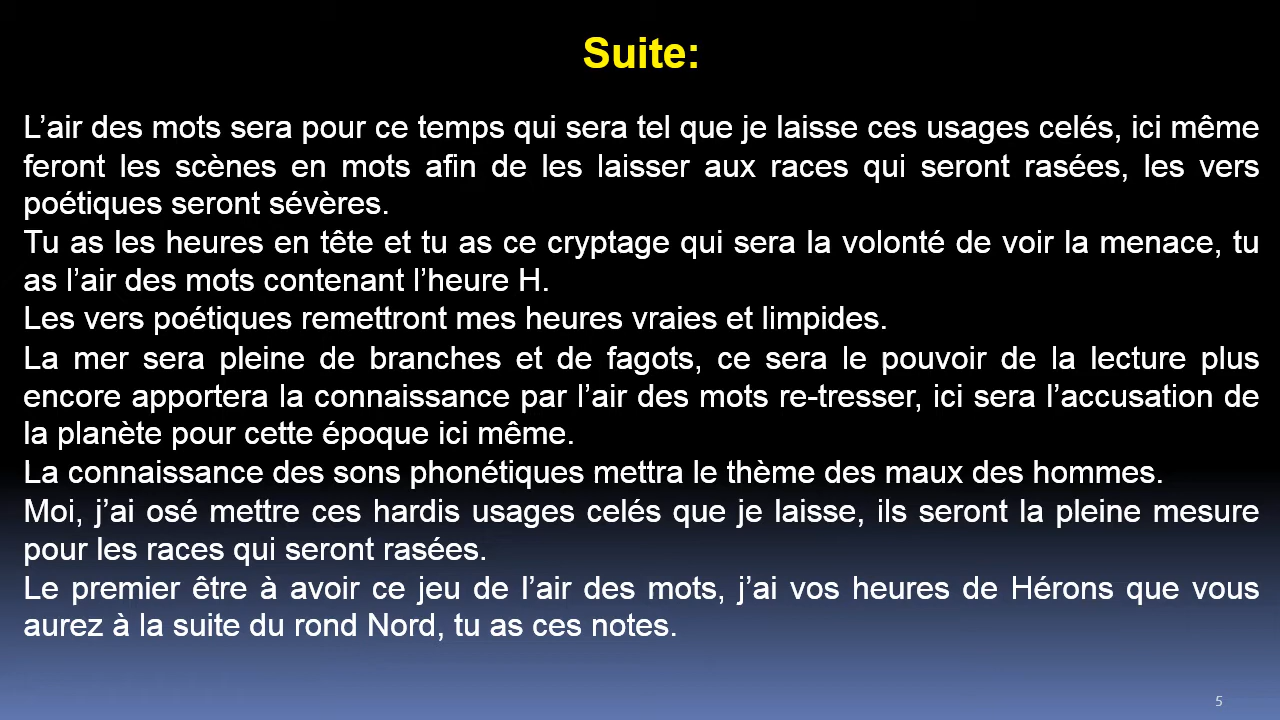 Suite:
L’air des mots sera pour ce temps qui sera tel que je laisse ces usages celés, ici même
feront les scènes en mots afin de les laisser aux races qui seront rasées, les vers
poétiques seront sévères.
Tu as les heures en tête et tu as ce cryptage qui sera la volonté de voir la menace, tu
as l’air des mots contenant l’heure H.
Les vers poétiques remettront mes heures vraies et limpides.
La mer sera pleine de branches et de fagots, ce sera le pouvoir de la lecture plus
encore apportera la connaissance par l’air des mots re-tresser, ici sera l’accusation de
la planète pour cette époque ici même.
La connaissance des sons phonétiques mettra le thème des maux des hommes.
Moi, j’ai osé mettre ces hardis usages celés que je laisse, ils seront la pleine mesure
pour les races qui seront rasées.
Le premier être à avoir ce jeu de l’air des mots, j’ai vos heures de Hérons que vous
aurez à la suite du rond Nord, tu as ces notes.
5